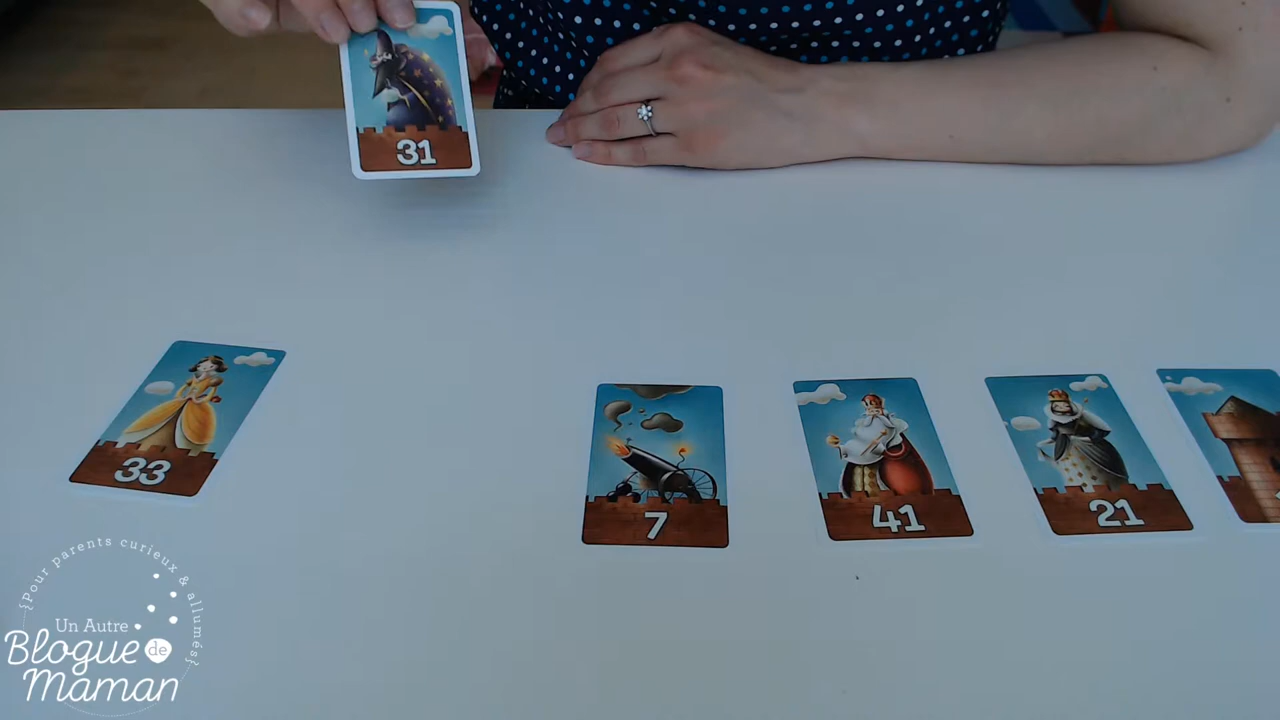 31
33
7
41
21
{Pour parents curieux & allumés}
Un Autre
Blogue de
Maman